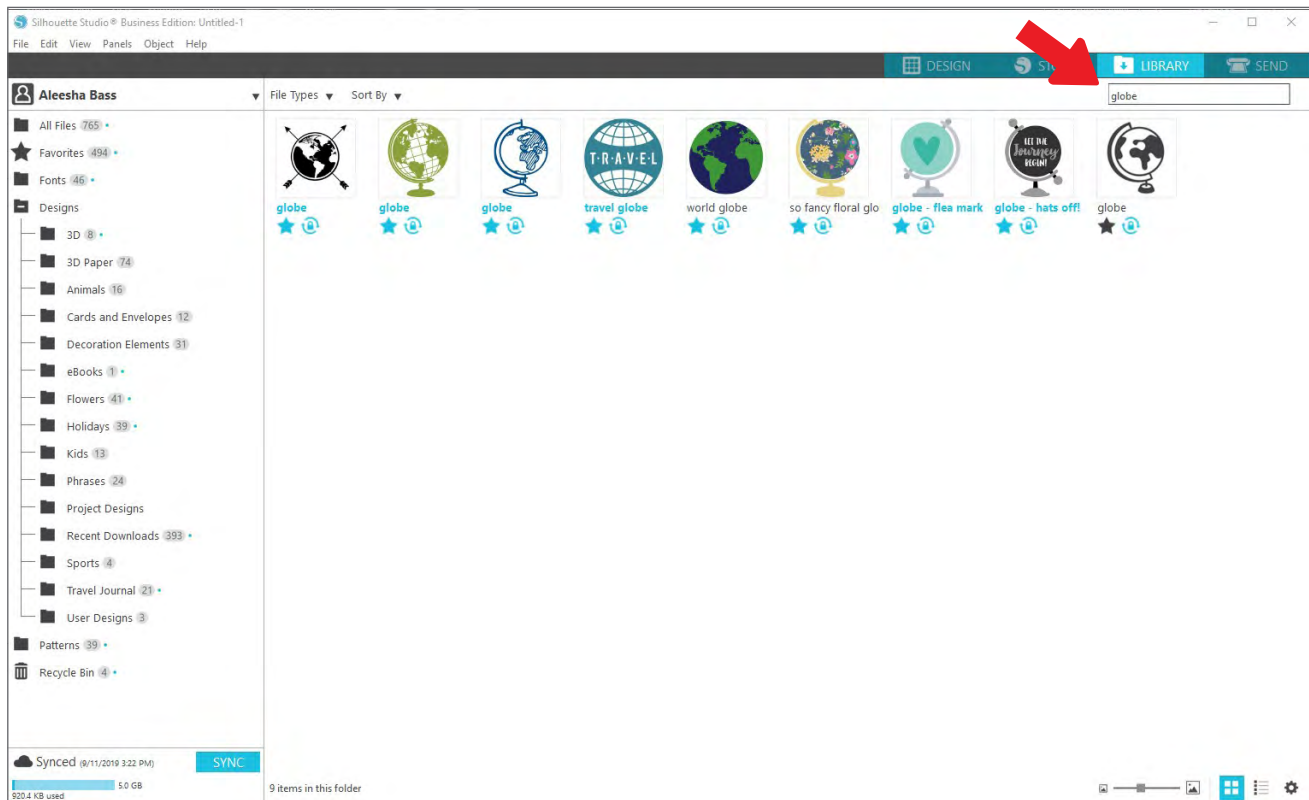 Silhouette Studio® Business Edition: Untitled-1
File Edit View Panels Object Help
DESIGN LIBRARY SEND
Aleesha Bass
File Types Sort By globe
All Files 765
Favorites 494
Fonts 46
Designs
3D 8
3D Paper 74
Animals 16
Cards and Envelopes 12
Decoration Elements 31
eBooks 1
Flowers 41
Holidays 39
Kids 13
Phrases 24
Project Designs
Recent Downloads 393
Sports 4
Travel Journal 21
User Designs 3
Patterns 39
Recycle Bin 4
T·R·A·V·E·L
LET THE
Journey
BEGIN!
globe globe globe travel globe world globe so fancy floral glo globe - flea mark globe - hats off! globe
Synced (9/11/2019 3:22 PM) SYNC
5.0 GB
920.4 KB used
9 items in this folder